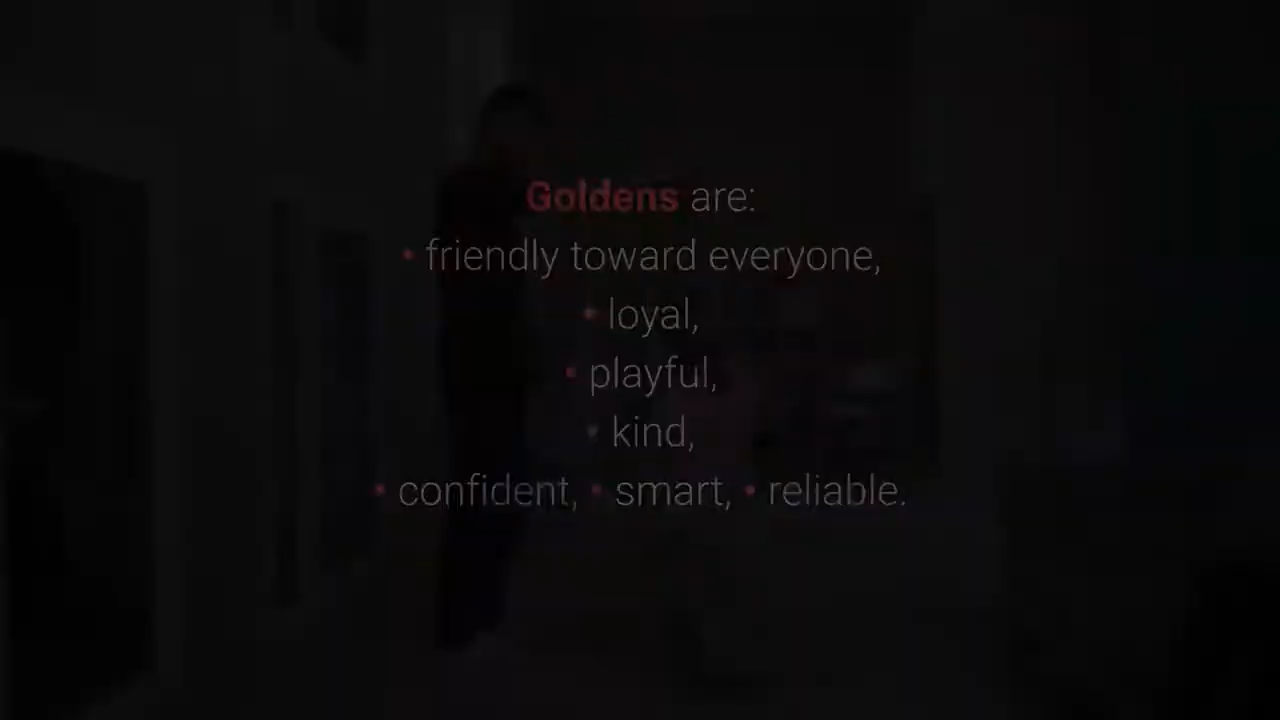 Goldens are:
• friendly toward everyone,
• loyal,
• playful,
• kind,
• confident, • smart, • reliable.